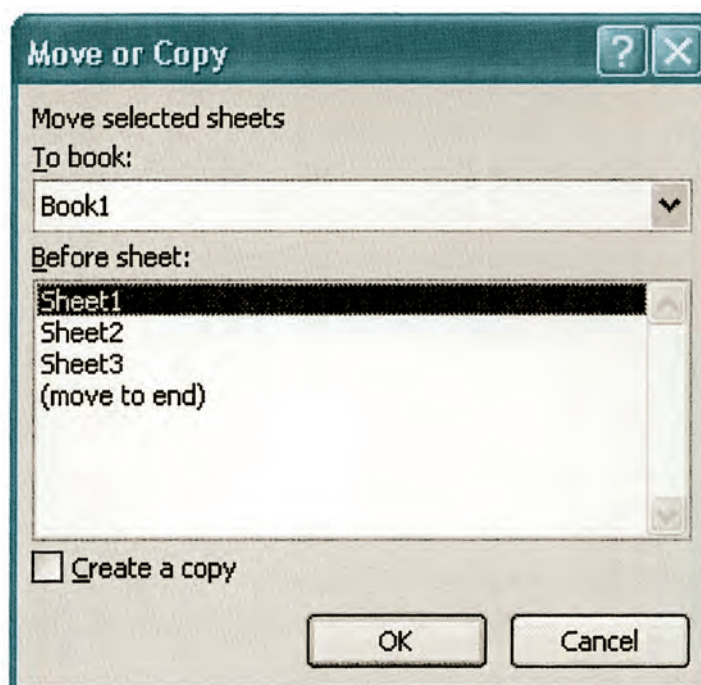 Move or Copy
Move selected sheets
To book:
Book1
Before sheet:
Sheet1
Sheet2
Sheet3
(move to end)
Create a copy
OK Cancel